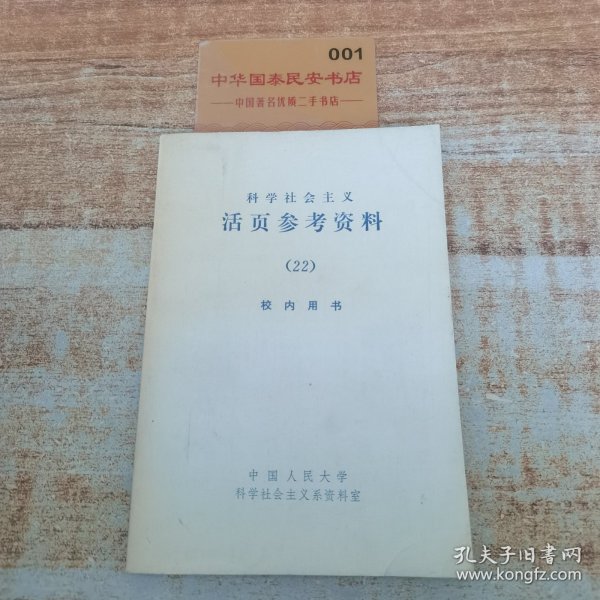 001
中华国泰民安书店
——中国著名优质二手书店——
科学社会主义
活页参考资料
(22)
校内用书
中国人民大学
科学社会主义系资料室
孔夫子旧书网
www.kongfz.com